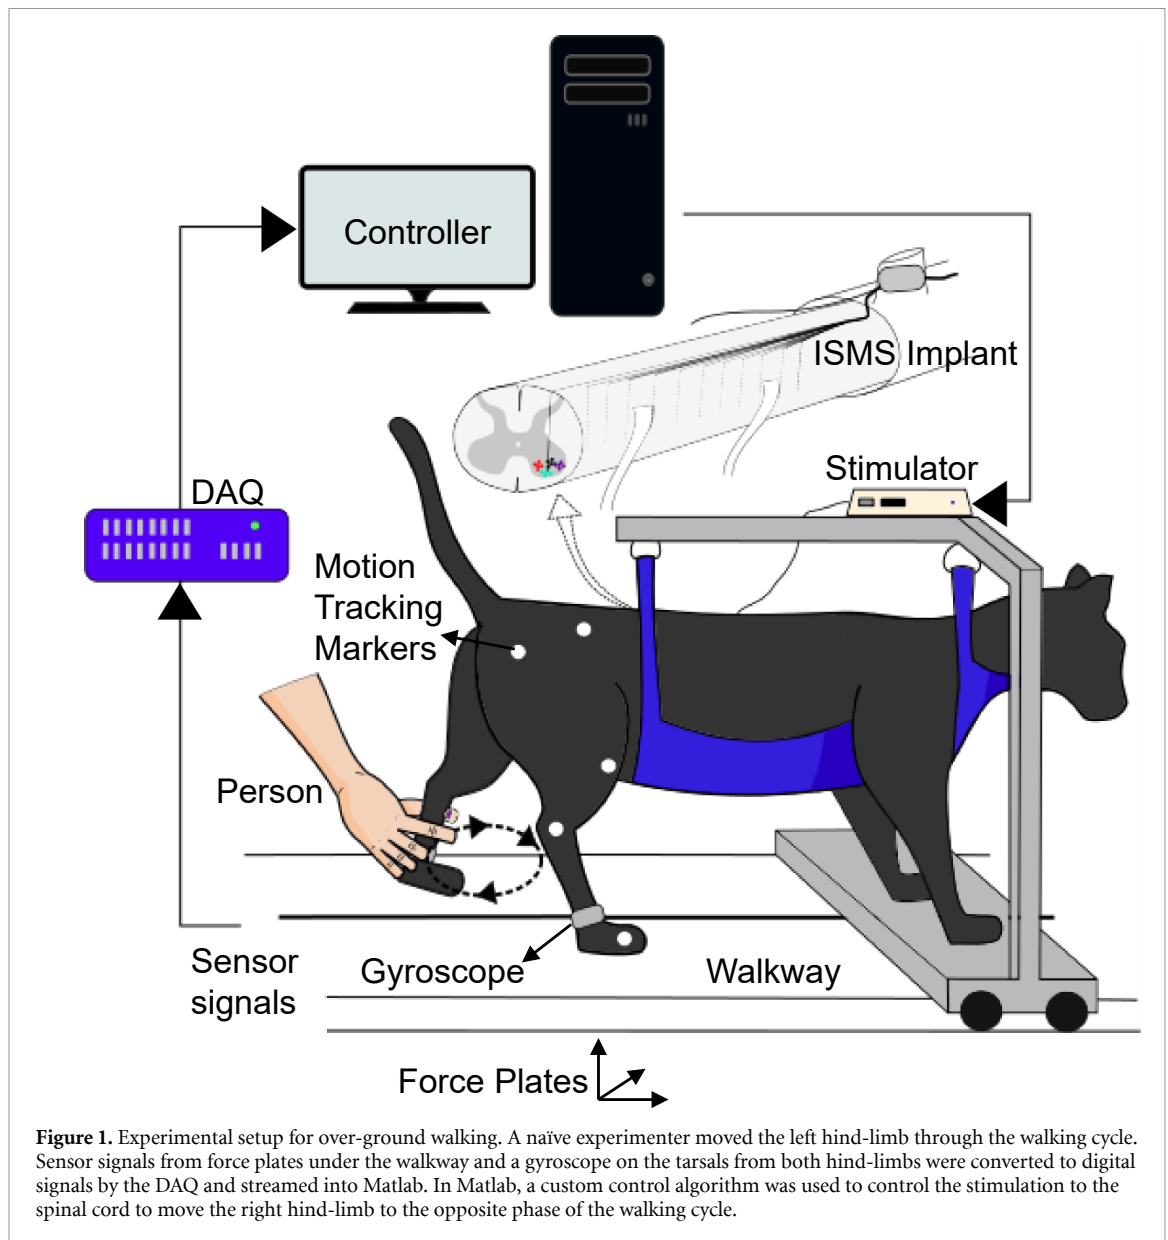 Controller
ISMS Implant
Stimulator
DAQ
Motion
Tracking
Markers
Person
Sensor
signals
Gyroscope
Walkway
Force Plates
Figure 1. Experimental setup for over-ground walking. A naïve experimenter moved the left hind-limb through the walking cycle.
Sensor signals from force plates under the walkway and a gyroscope on the tarsals from both hind-limbs were converted to digital
signals by the DAQ and streamed into Matlab. In Matlab, a custom control algorithm was used to control the stimulation to the
spinal cord to move the right hind-limb to the opposite phase of the walking cycle.